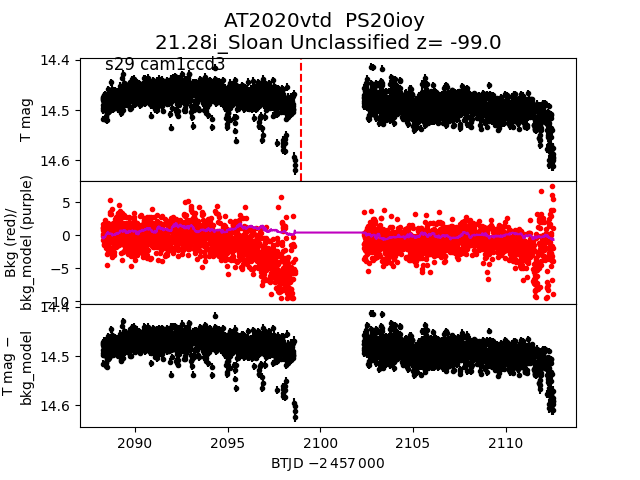 AT2020vtd  PS20ioy
21.28i_Sloan Unclassified z= -99.0
s29 cam1ccd3
14.4
14.5
14.6
T mag
5
0
−5
−10
Bkg (red)/
bkg_model (purple)
14.4
14.5
14.6
T mag −
bkg_model
2090
2095
2100
2105
2110
BTJD −2 457 000